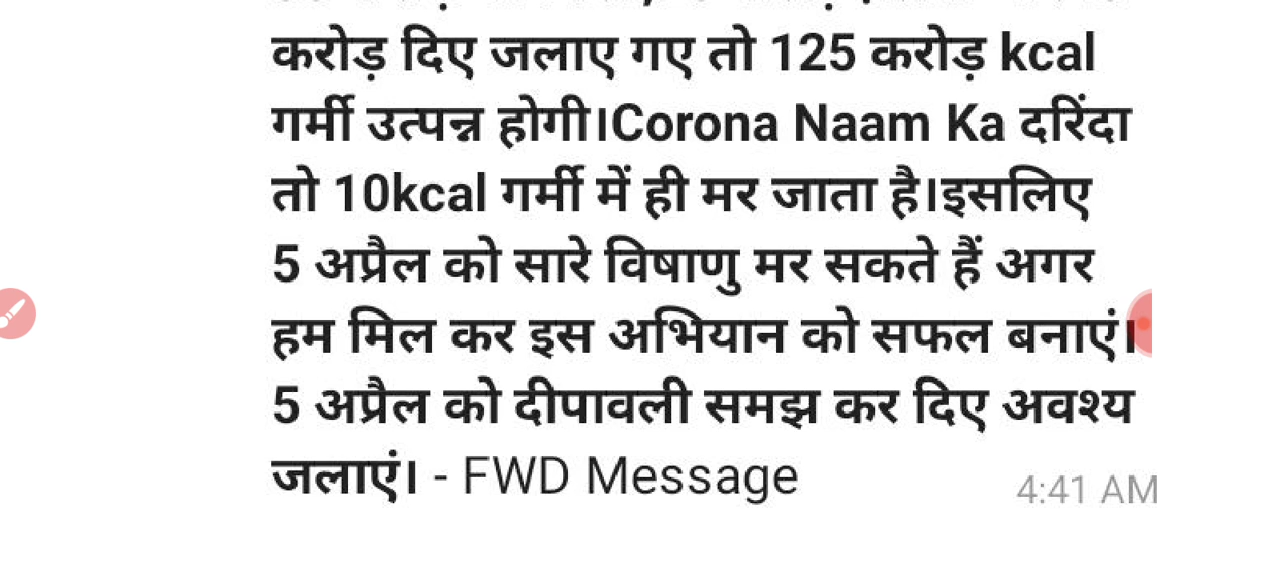 करोड़ दिए जलाए गए तो 125 करोड़ kcal
गर्मी उत्पन्न होगी।Corona Naam Ka दरिंदा
तो 10kcal गर्मी में ही मर जाता है।इसलिए
5 अप्रैल को सारे विषाणु मर सकते हैं अगर
हम मिल कर इस अभियान को सफल बनाएं।
5 अप्रैल को दीपावली समझ कर दिए अवश्य
जलाएं। - FWD Message
4:41 AM